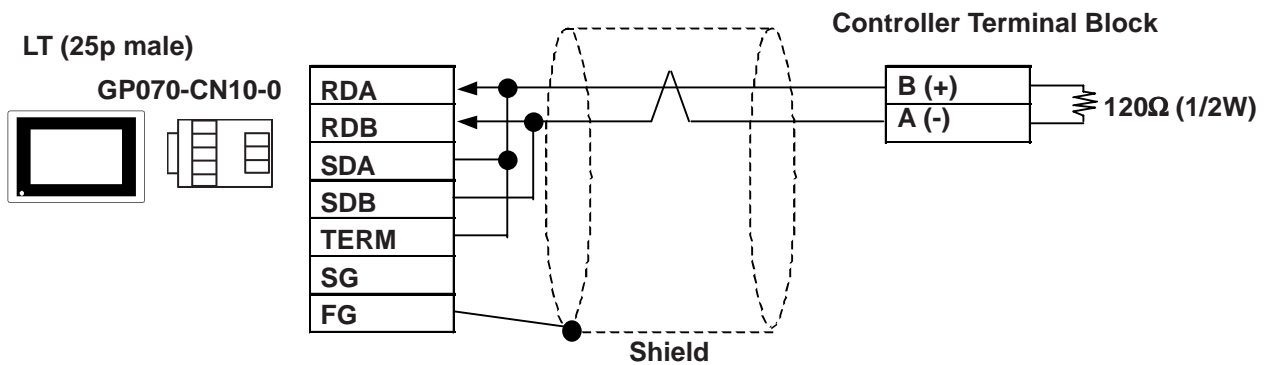 Controller Terminal Block
LT (25p male)
GP070-CN10-0
RDA
RDB
SDA
SDB
TERM
SG
FG
B (+)
A (-)
120Ω (1/2W)
Shield